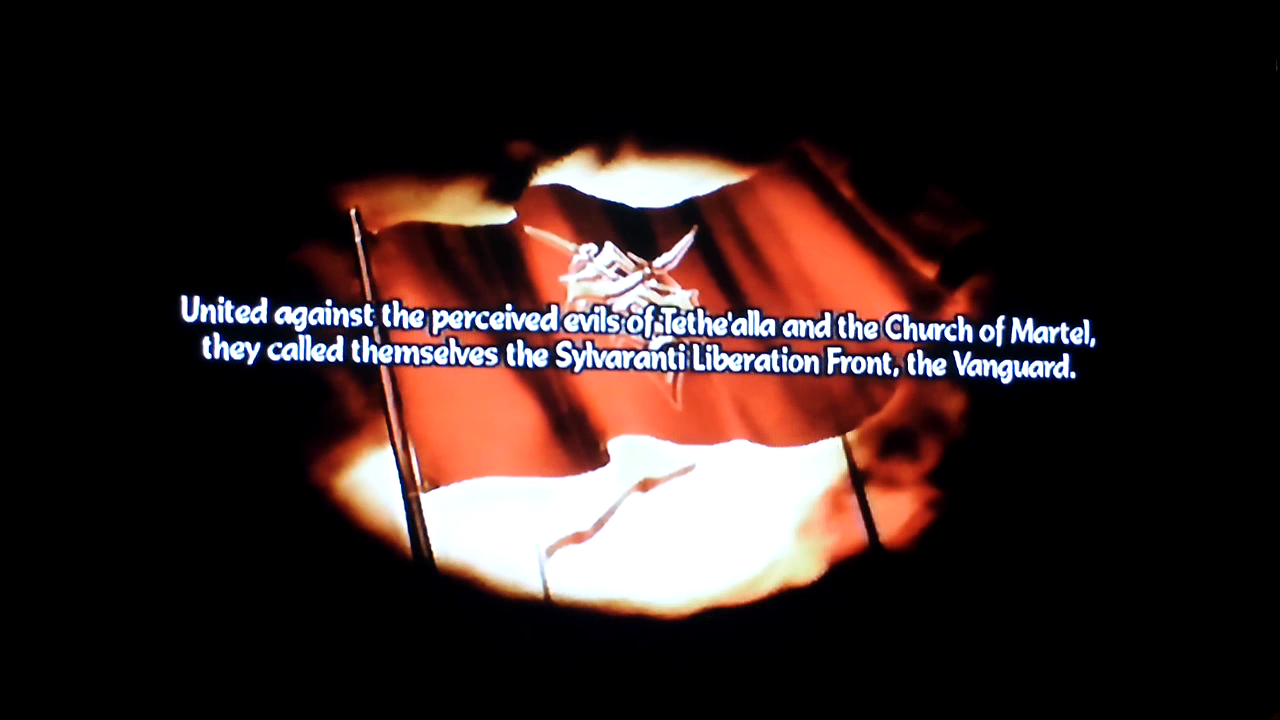 United against the perceived evils of Tethe'alla and the Church of Martel,
they called themselves the Sylvaranti Liberation Front, the Vanguard.